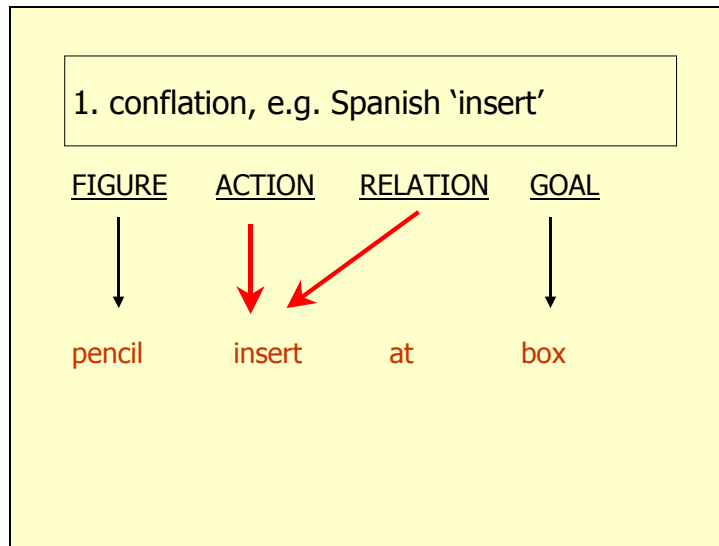 1. conflation, e.g. Spanish ‘insert’
FIGURE ACTION RELATION GOAL
pencil insert at box